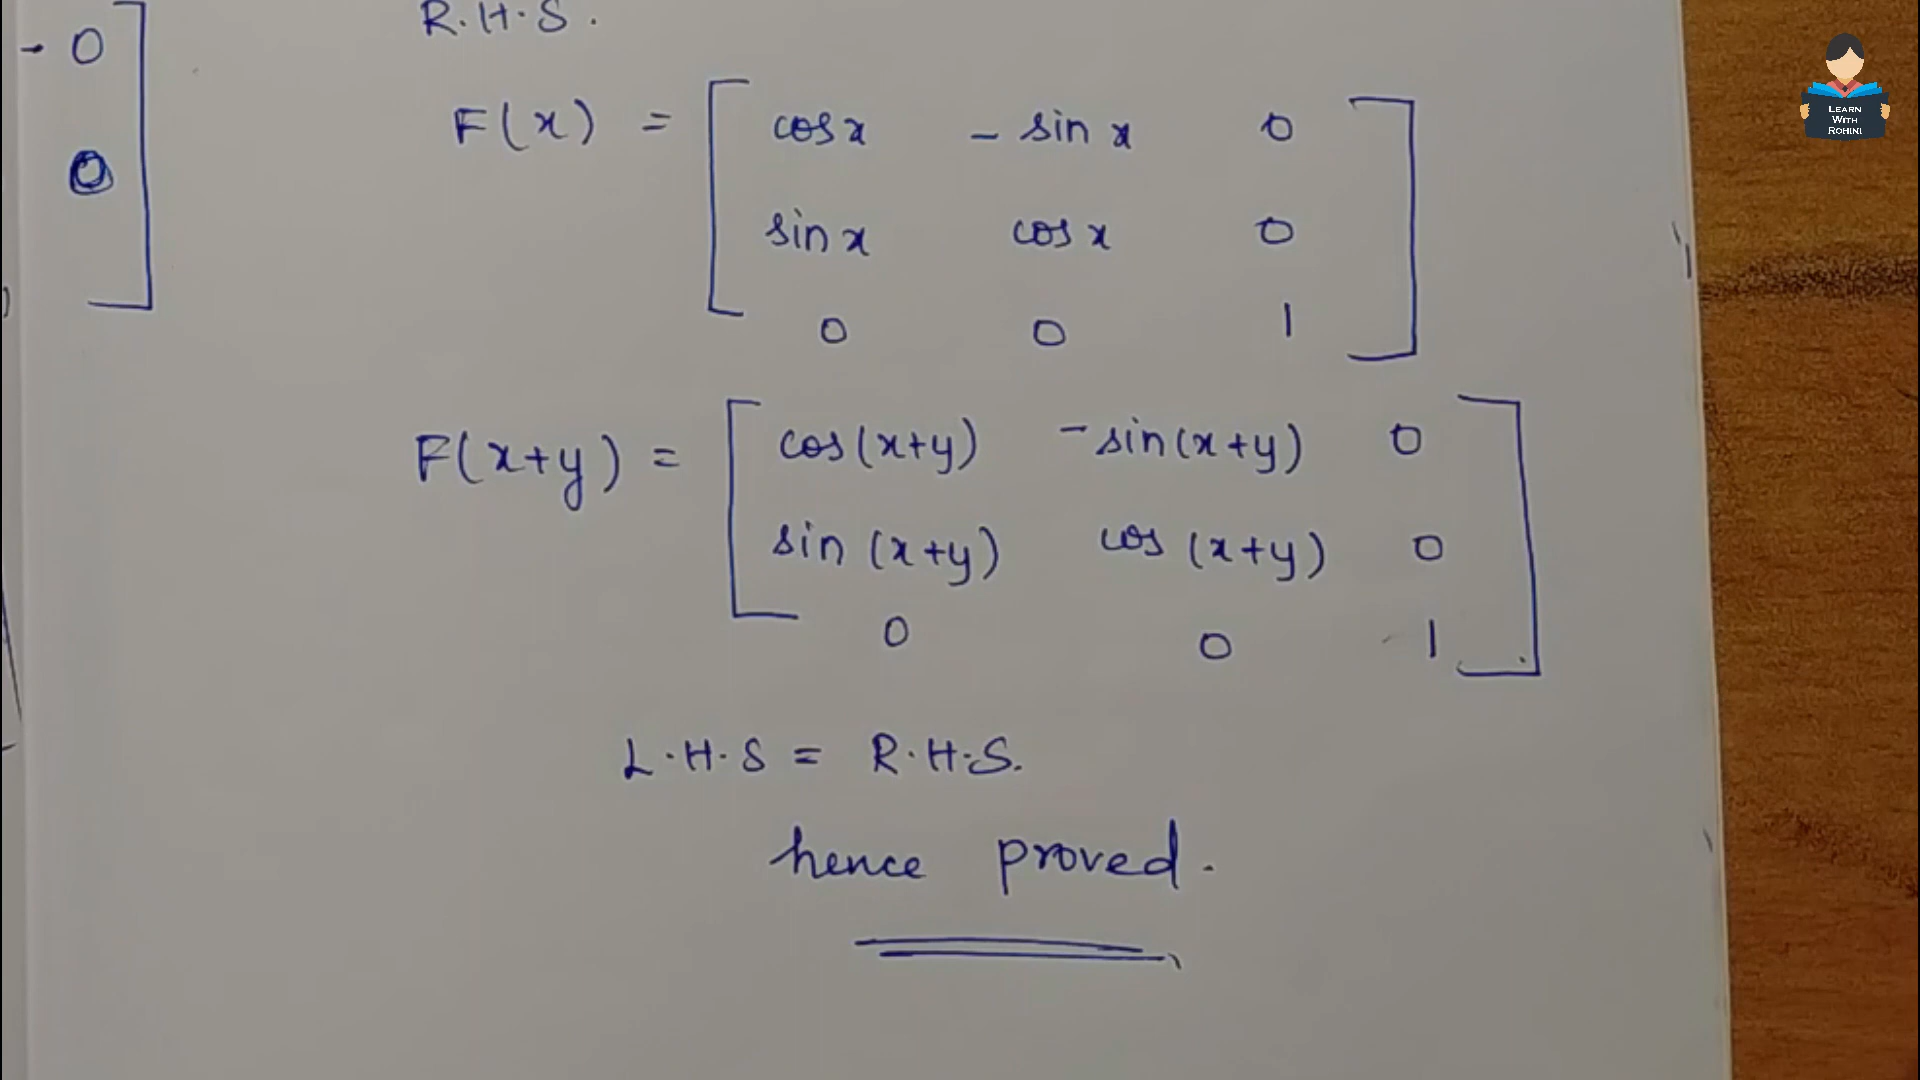 R.H.S.
- 0
0
F(x) = [ cos x - sin x 0
sin x cos x 0
0 0 1 ]
F(x+y) = [ cos(x+y) -sin(x+y) 0
sin (x+y) cos (x+y) 0
0 0 1 ]
L.H.S = R.H.S.
hence proved.
LEARN
WITH
ROHINI